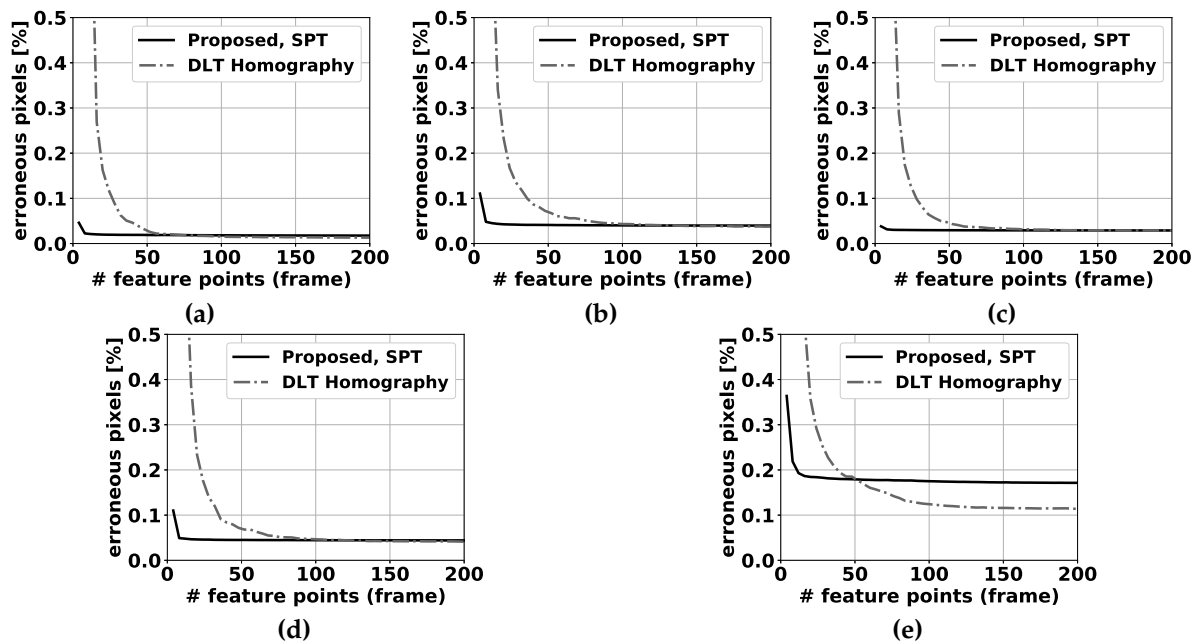 0.5
0.4
0.3
0.2
0.1
0.0
erroneous pixels [%]
Proposed, SPT
DLT Homography
0 50 100 150 200
# feature points (frame)
(a)
0.5
0.4
0.3
0.2
0.1
0.0
erroneous pixels [%]
Proposed, SPT
DLT Homography
0 50 100 150 200
# feature points (frame)
(b)
0.5
0.4
0.3
0.2
0.1
0.0
erroneous pixels [%]
Proposed, SPT
DLT Homography
0 50 100 150 200
# feature points (frame)
(c)
0.5
0.4
0.3
0.2
0.1
0.0
erroneous pixels [%]
Proposed, SPT
DLT Homography
0 50 100 150 200
# feature points (frame)
(d)
0.5
0.4
0.3
0.2
0.1
0.0
erroneous pixels [%]
Proposed, SPT
DLT Homography
0 50 100 150 200
# feature points (frame)
(e)